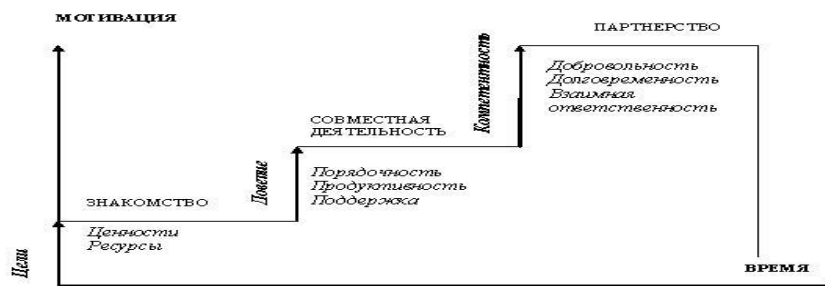 МОТИВАЦИЯ
ПАРТНЕРСТВО
Компетентность
Добровольность
Долговременность
Взаимная
ответственность
СОВМЕСТНАЯ
ДЕЯТЕЛЬНОСТЬ
Доверие
Порядочность
Продуктивность
Поддержка
ЗНАКОМСТВО
Ценности
Ресурсы
Цели
ВРЕМЯ